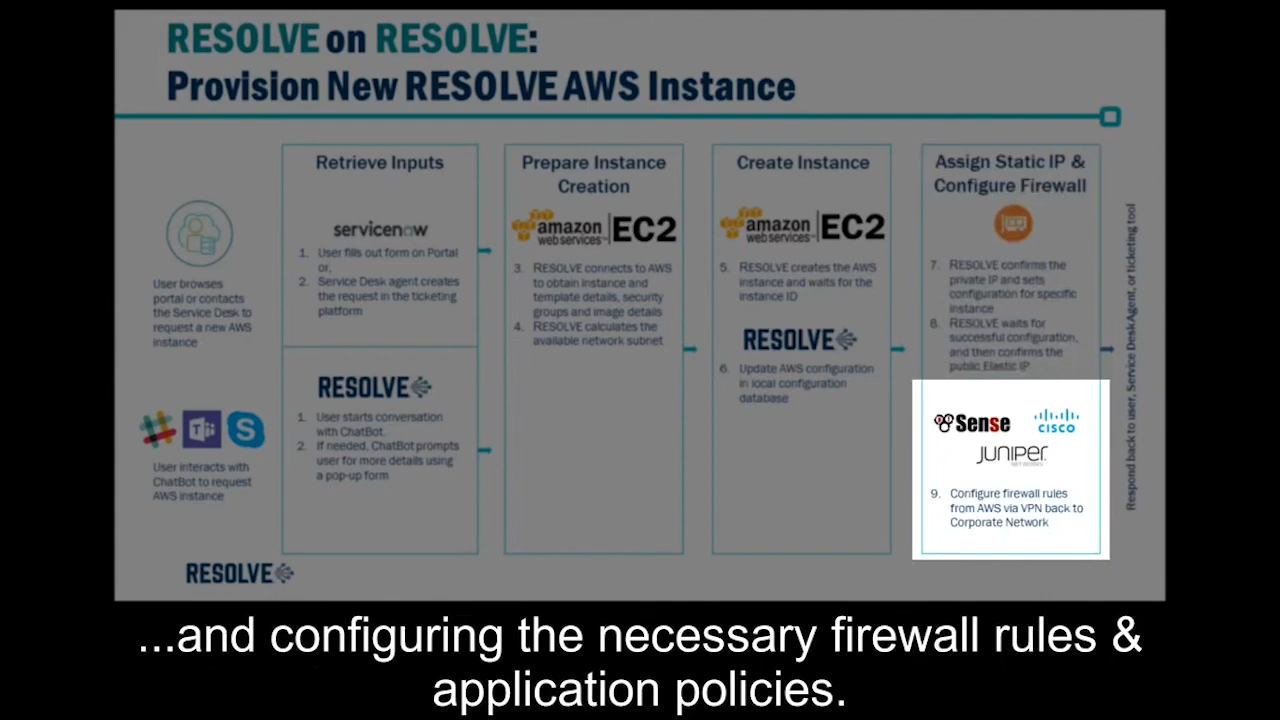 RESOLVE on RESOLVE:
Provision New RESOLVE AWS Instance
User browses
portal or contacts
the Service Desk to
request a new AWS
instance
User interacts with
ChatBot to request
AWS instance
Retrieve Inputs
servicenow
1. User fills out form on Portal
or,
2. Service Desk agent creates
the request in the ticketing
platform
RESOLVE
1. User starts conversation
with ChatBot.
2. If needed, ChatBot prompts
user for more details using
a pop-up form
Prepare Instance
Creation
amazon
web services™
EC2
3. RESOLVE connects to AWS
to obtain instance and
template details, security
groups and image details
4. RESOLVE calculates the
available network subnet
Create Instance
amazon
web services™
EC2
5. RESOLVE creates the AWS
instance and waits for the
instance ID
RESOLVE
6. Update AWS configuration
in local configuration
database
Assign Static IP &
Configure Firewall
7. RESOLVE confirms the
private IP and sets
configuration for specific
instance
8. RESOLVE waits for
successful configuration,
and then confirms the
public Elastic IP
Sense
CISCO
JUNIPER
NETWORKS
9. Configure firewall rules
from AWS via VPN back to
Corporate Network
Respond back to user, Service Desk Agent, or ticketing tool
RESOLVE
...and configuring the necessary firewall rules &
application policies.